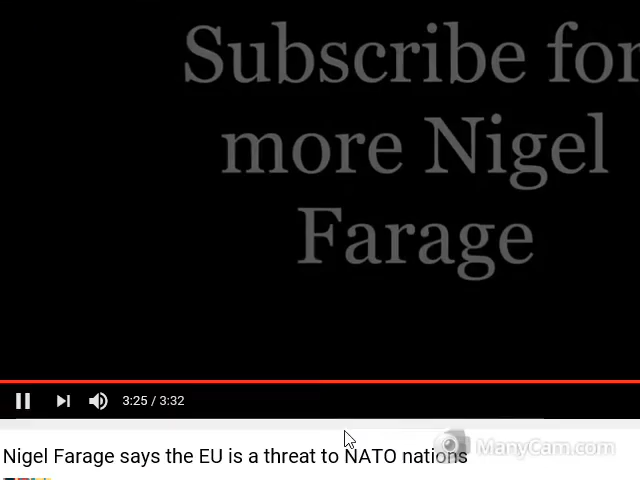 Subscribe for
more Nigel
Farage
3:25 / 3:32
ManyCam.com
Nigel Farage says the EU is a threat to NATO nations